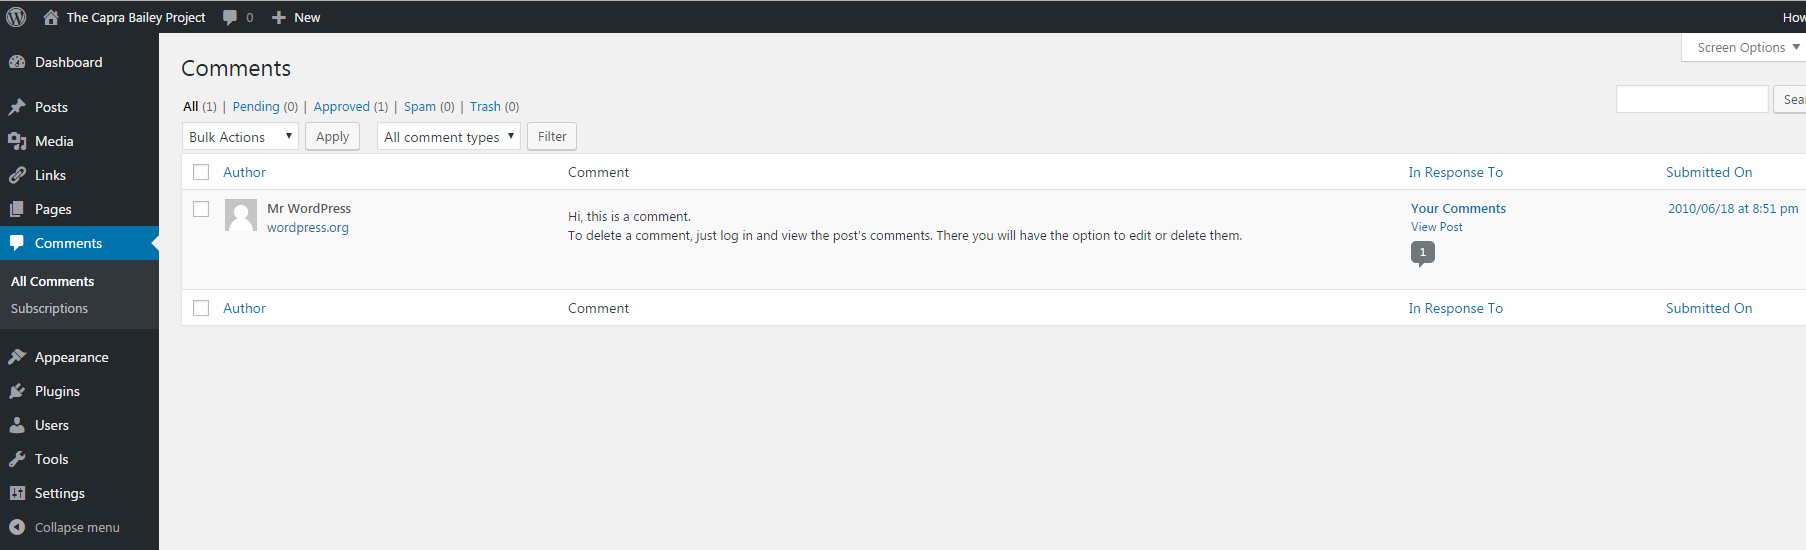 The Capra Bailey Project 0 New
Dashboard
Posts
Media
Links
Pages
Comments
All Comments
Subscriptions
Appearance
Plugins
Users
Tools
Settings
Collapse menu
How
Screen Options
Comments
All (1) | Pending (0) | Approved (1) | Spam (0) | Trash (0)
Sea
Bulk Actions Apply All comment types Filter
Author Comment In Response To Submitted On
Mr WordPress
wordpress.org
Hi, this is a comment.
To delete a comment, just log in and view the post's comments. There you will have the option to edit or delete them.
Your Comments
View Post
1
2010/06/18 at 8:51 pm
Author Comment In Response To Submitted On